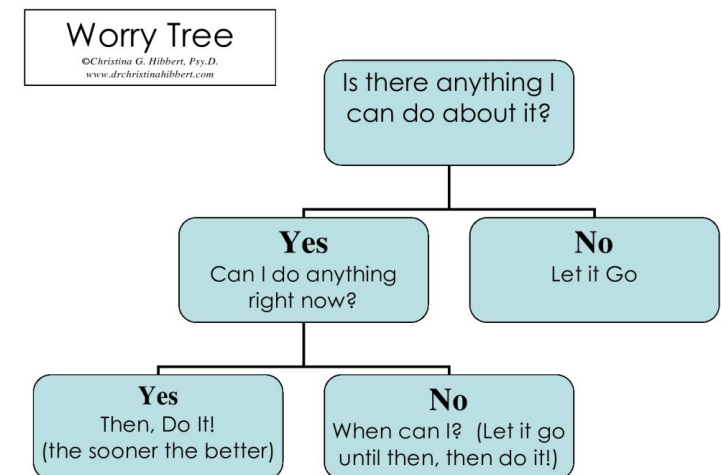 Worry Tree
©Christina G. Hibbert, Psy.D.
www.drchristinahibbert.com
Is there anything I
can do about it?
Yes
Can I do anything
right now?
No
Let it Go
Yes
Then, Do It!
(the sooner the better)
No
When can I?  (Let it go
until then, then do it!)